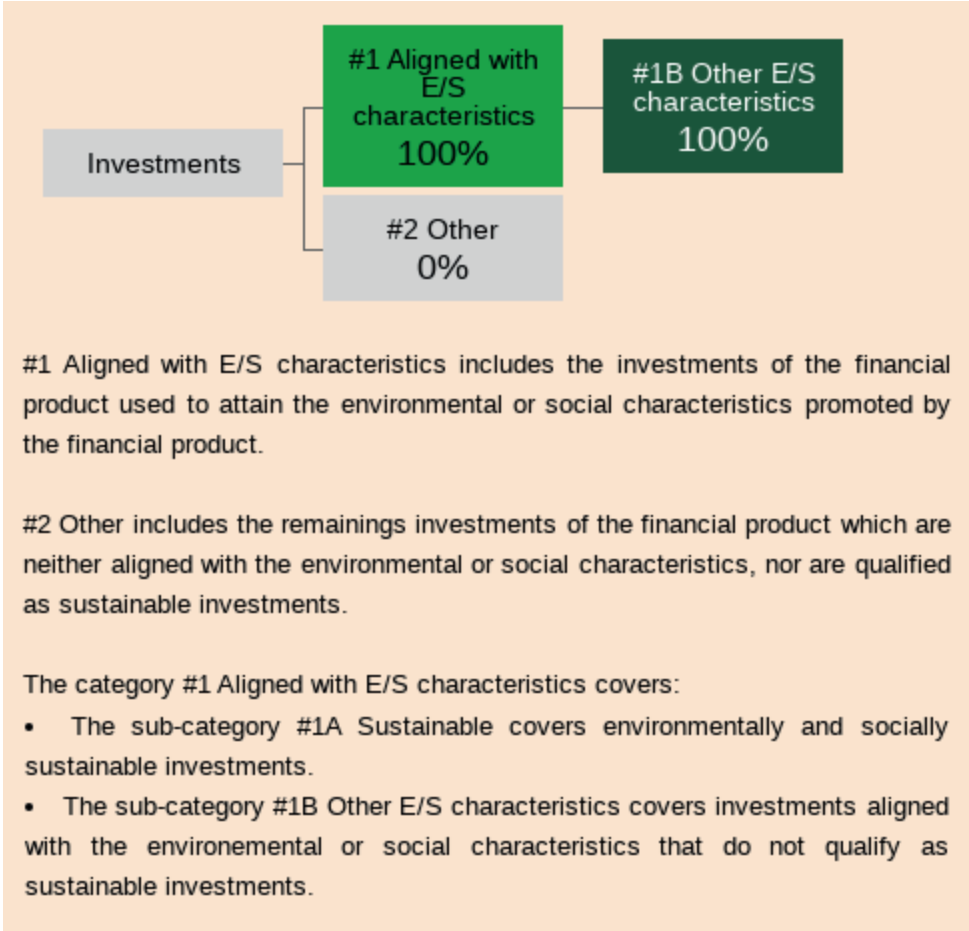 #1 Aligned with
E/S
characteristics
100%
#1B Other E/S
characteristics
100%
Investments
#2 Other
0%
#1 Aligned with E/S characteristics includes the investments of the financial
product used to attain the environmental or social characteristics promoted by
the financial product.
#2 Other includes the remainings investments of the financial product which are
neither aligned with the environmental or social characteristics, nor are qualified
as sustainable investments.
The category #1 Aligned with E/S characteristics covers:
• The sub-category #1A Sustainable covers environmentally and socially
sustainable investments.
• The sub-category #1B Other E/S characteristics covers investments aligned
with the environemental or social characteristics that do not qualify as
sustainable investments.